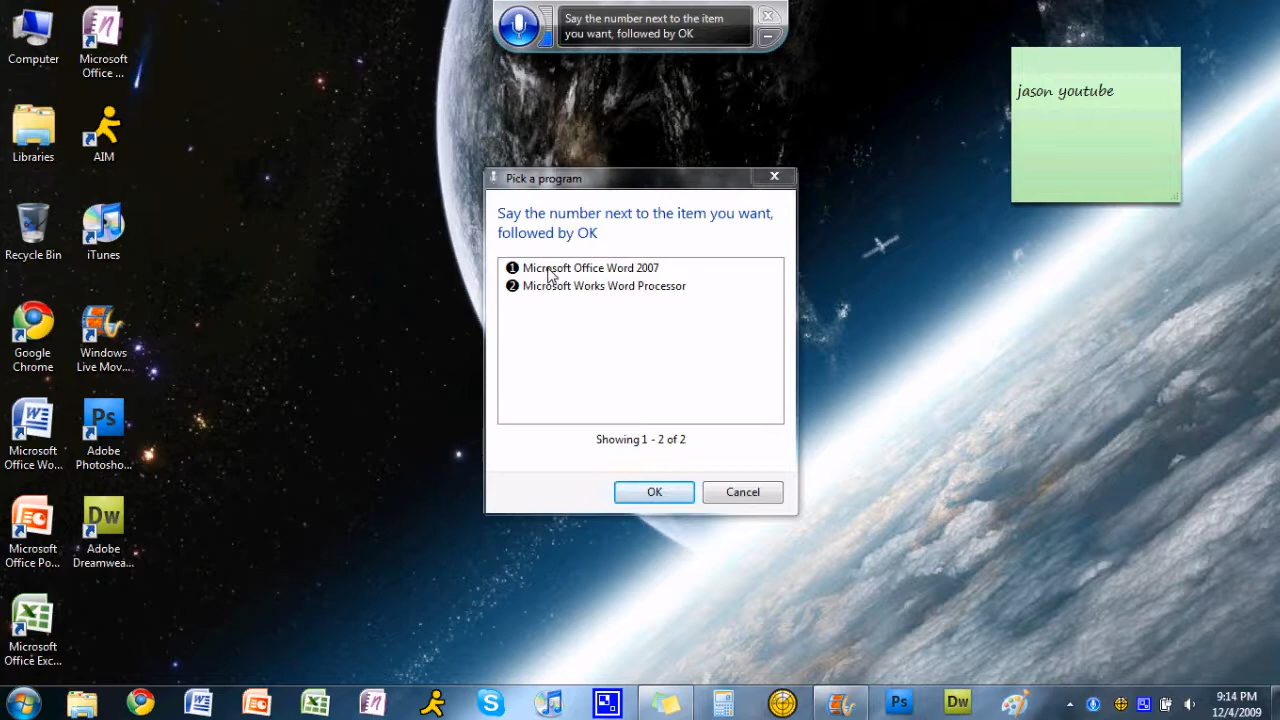 Say the number next to the item
you want, followed by OK
jason youtube
Computer
Microsoft
Office ...
Libraries
AIM
Recycle Bin
iTunes
Google
Chrome
Windows
Live Mov...
Microsoft
Office Wo...
Ps
Adobe
Photosho...
Microsoft
Office Po...
Dw
Adobe
Dreamwea...
Microsoft
Office Exc...
Pick a program
Say the number next to the item you want,
followed by OK
1 Microsoft Office Word 2007
2 Microsoft Works Word Processor
Showing 1 - 2 of 2
OK
Cancel
Ps
Dw
9:14 PM
12/4/2009